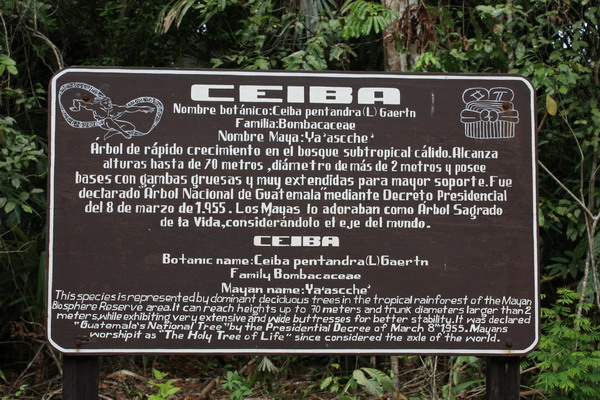 CEIBA
Nombre botánico:Ceiba pentandra(L)Gaertn
Familia:Bombacaceae
Nombre Maya:Ya'ascche'
Arbol de rápido crecimiento en el bosque subtropical cálido.Alcanza
alturas hasta de 70 metros ,diámetro de más de 2 metros y posee
bases con gambas gruesas y muy extendidas para mayor soporte. Fue
declarado "Arbol Nacional de Guatemala" mediante Decreto Presidencial
del 8 de marzo de 1.955 . Los Mayas lo adoraban como Arbol Sagrado
de la Vida,considerándolo el eje del mundo.
CEIBA
Botanic name:Ceiba pentandra(L)Gaertn
Family Bombacaceae
Mayan name:Ya'ascche'
This species is represented by dominant deciduous trees in the tropical rainforest of the Mayan
Biosphere Reserve area.It can reach heights up to 70 meters and trunk diameters larger than 2
meters,while exhibiting very extensive and wide buttresses for better stability. It was declared
"Guatemala's National Tree" by the Presidential Decree of March 8th 1955. Mayans
worship it as "The Holy Tree of Life" since considered the axle of the world.